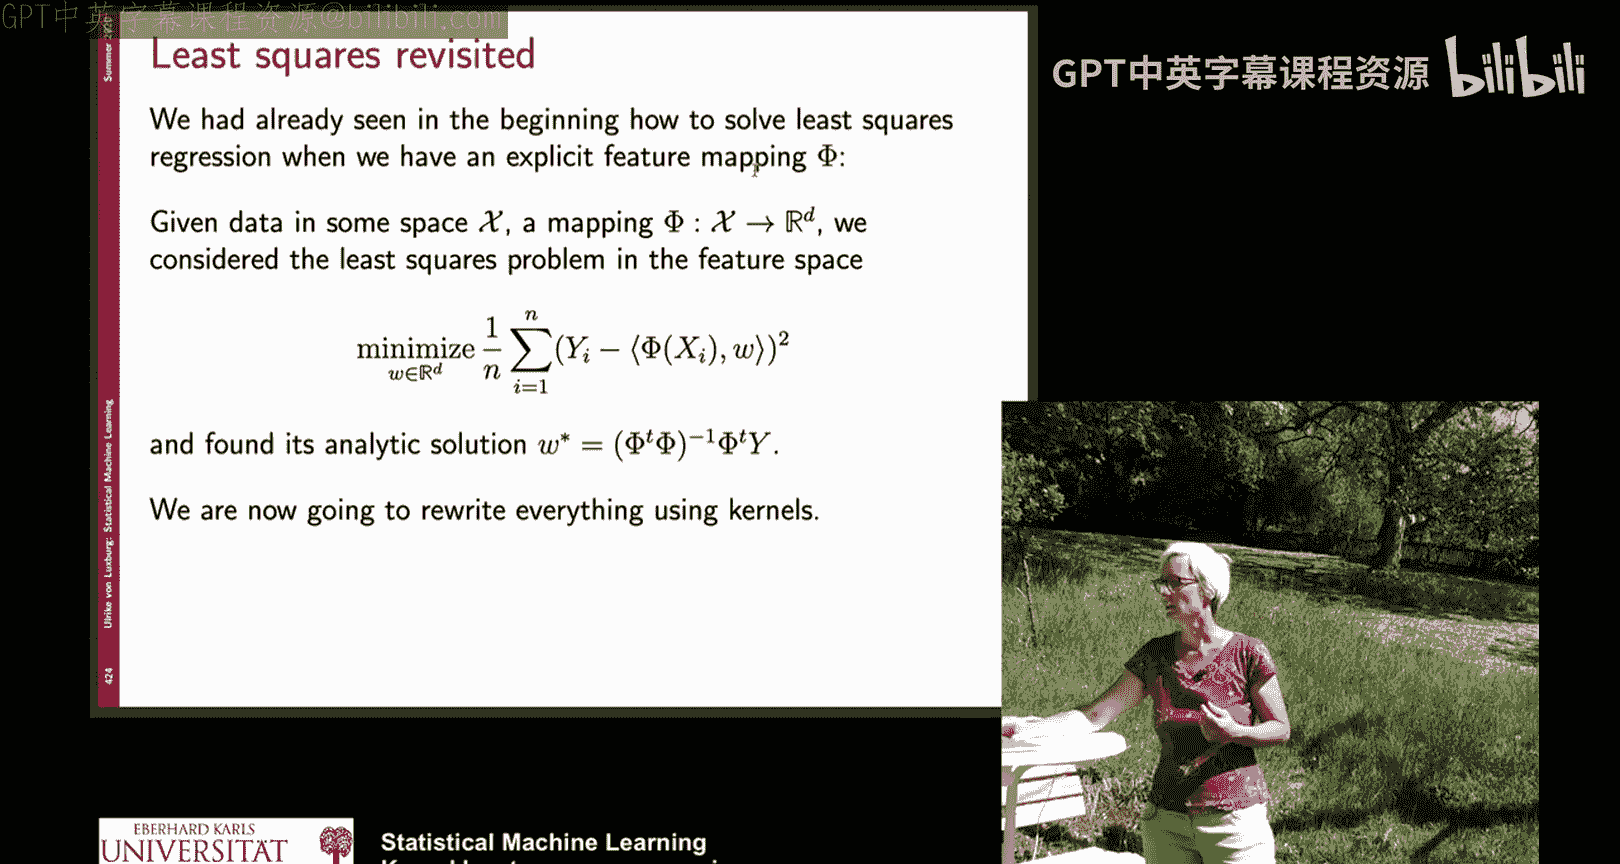 GPT中英字幕课程资源@bilibili.com
GPT中英字幕课程资源 bilibili
Least squares revisited
We had already seen in the beginning how to solve least squares
regression when we have an explicit feature mapping Φ:
Given data in some space 𝒳, a mapping Φ : 𝒳 → ℝᵈ, we
considered the least squares problem in the feature space
minimize_{w∈ℝᵈ} 1/n ∑_{i=1}^{n} (Y_i − ⟨Φ(X_i), w⟩)²
and found its analytic solution w* = (ΦᵗΦ)⁻¹ΦᵗY.
We are now going to rewrite everything using kernels.
Summer
Ulrike von Luxburg: Statistical Machine Learning
424
EBERHARD KARLS
UNIVERSITÄT
Statistical Machine Learning